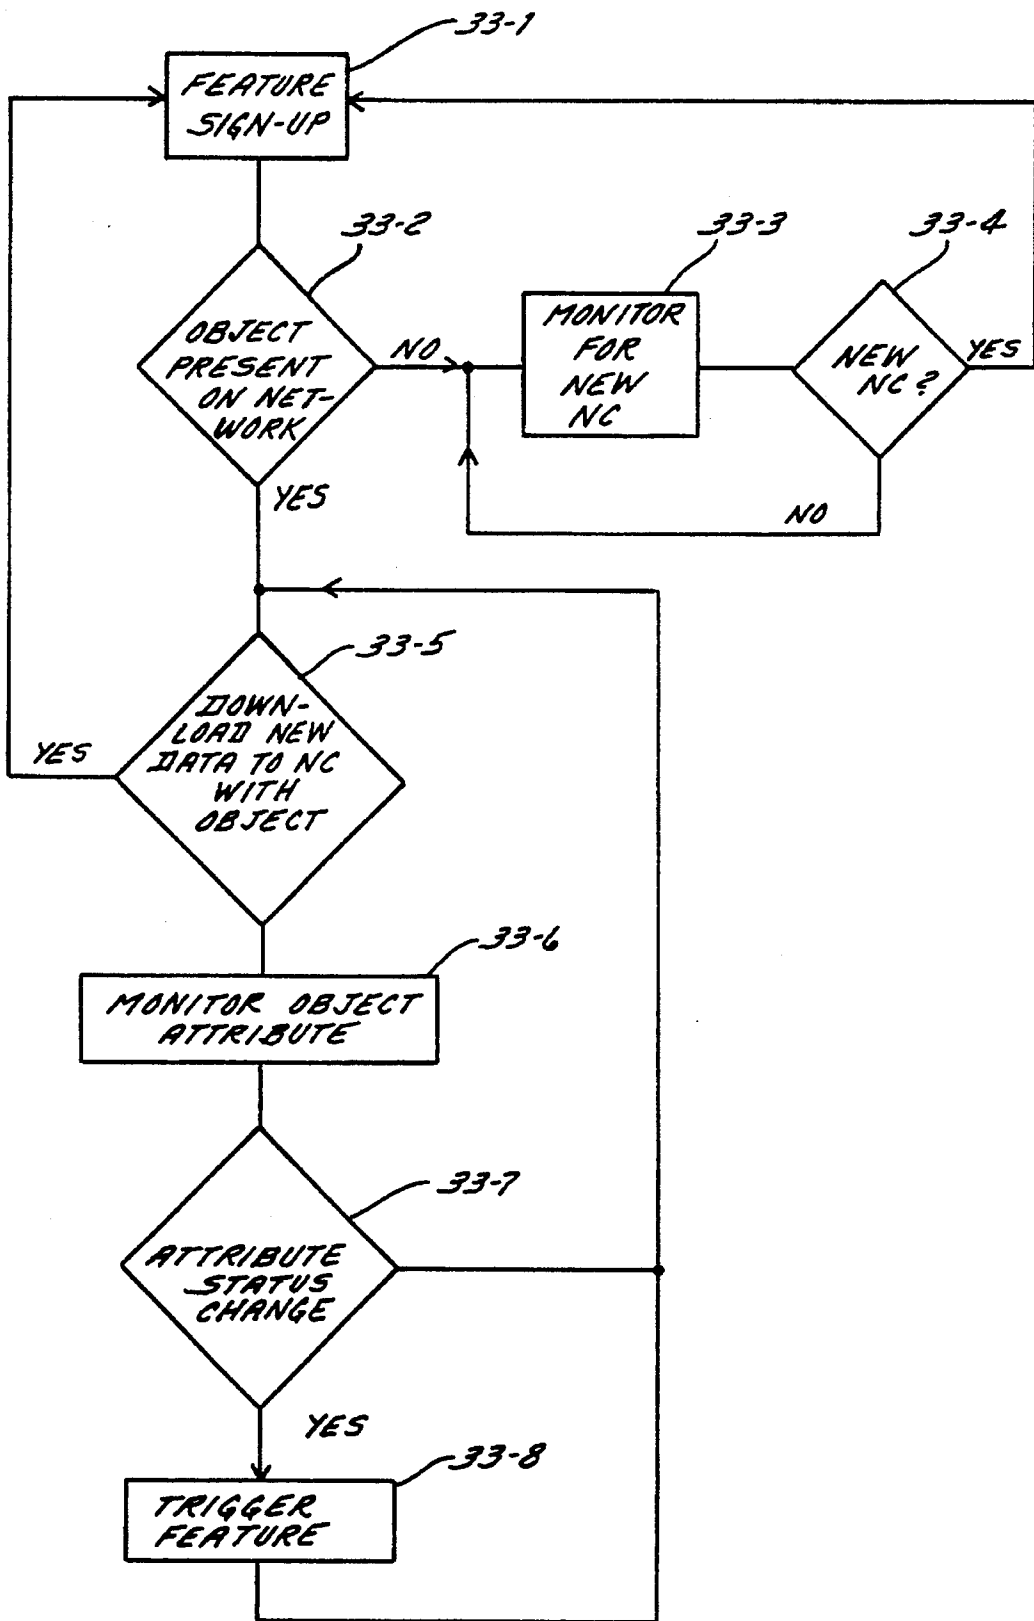 33-1
FEATURE
SIGN-UP
33-2
OBJECT
PRESENT
ON NET-
WORK
NO
33-3
MONITOR
FOR
NEW
NC
33-4
NEW
NC?
YES
NO
YES
33-5
DOWN-
LOAD NEW
DATA TO NC
WITH
OBJECT
YES
33-6
MONITOR OBJECT
ATTRIBUTE
33-7
ATTRIBUTE
STATUS
CHANGE
YES
33-8
TRIGGER
FEATURE